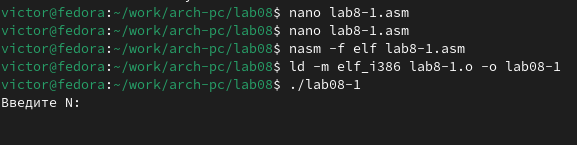 victor@fedora:~/work/arch-pc/lab08$ nano lab8-1.asm
victor@fedora:~/work/arch-pc/lab08$ nano lab8-1.asm
victor@fedora:~/work/arch-pc/lab08$ nasm -f elf lab8-1.asm
victor@fedora:~/work/arch-pc/lab08$ ld -m elf_i386 lab8-1.o -o lab08-1
victor@fedora:~/work/arch-pc/lab08$ ./lab08-1
Введите N: